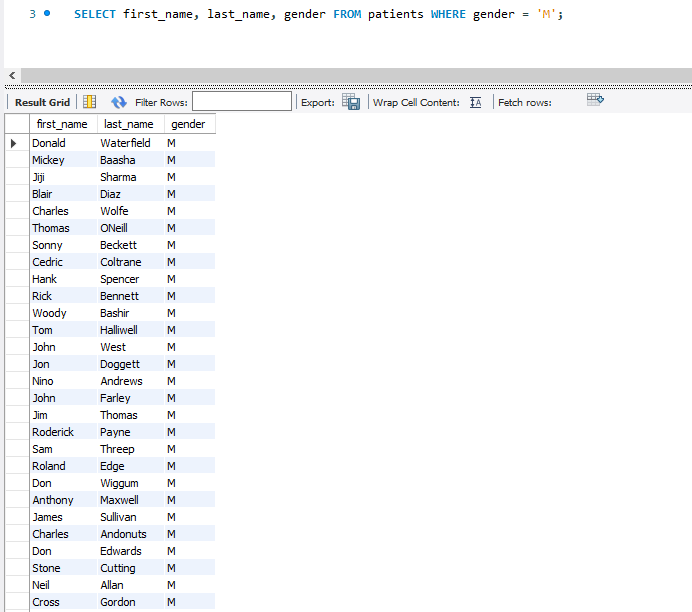 3 SELECT first_name, last_name, gender FROM patients WHERE gender = 'M';
Result Grid Filter Rows: Export: Wrap Cell Content: Fetch rows:
first_name last_name gender
Donald Waterfield M
Mickey Baasha M
Jiji Sharma M
Blair Diaz M
Charles Wolfe M
Thomas ONeill M
Sonny Beckett M
Cedric Coltrane M
Hank Spencer M
Rick Bennett M
Woody Bashir M
Tom Halliwell M
John West M
Jon Doggett M
Nino Andrews M
John Farley M
Jim Thomas M
Roderick Payne M
Sam Threep M
Roland Edge M
Don Wiggum M
Anthony Maxwell M
James Sullivan M
Charles Andonuts M
Don Edwards M
Stone Cutting M
Neil Allan M
Cross Gordon M